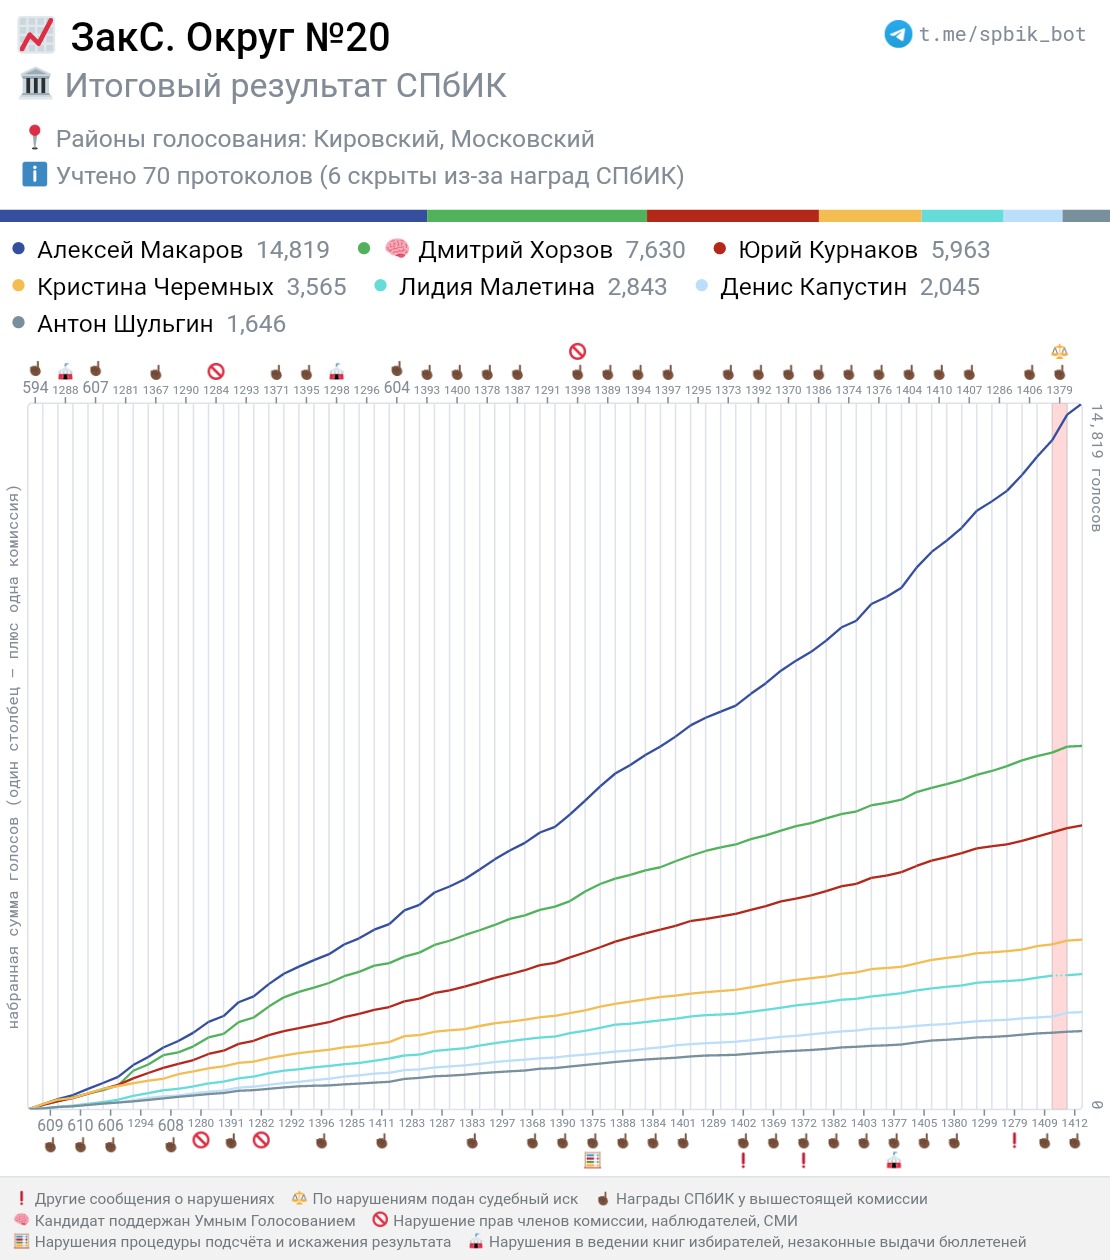 ЗакС. Округ №20
t.me/spbik_bot
Итоговый результат СПбИК
Районы голосования: Кировский, Московский
Учтено 70 протоколов (6 скрыты из-за наград СПбИК)
Алексей Макаров 14,819 Дмитрий Хорзов 7,630 Юрий Курнаков 5,963
Кристина Черемных 3,565 Лидия Малетина 2,843 Денис Капустин 2,045
Антон Шульгин 1,646
594 1288 607 1281 1367 1290 1284 1293 1371 1395 1298 1296 604 1393 1400 1378 1387 1291 1398 1389 1394 1397 1295 1373 1392 1370 1386 1374 1376 1404 1410 1407 1286 1406 1379
14,819 голосов
набранная сумма голосов (один столбец — плюс одна комиссия)
0
609 610 606 1294 608 1280 1391 1282 1292 1396 1285 1411 1283 1287 1383 1297 1368 1390 1375 1388 1384 1401 1289 1402 1369 1372 1382 1403 1377 1405 1380 1299 1279 1409 1412
Другие сообщения о нарушениях По нарушениям подан судебный иск Награды СПбИК у вышестоящей комиссии
Кандидат поддержан Умным Голосованием Нарушение прав членов комиссии, наблюдателей, СМИ
Нарушения процедуры подсчёта и искажения результата Нарушения в ведении книг избирателей, незаконные выдачи бюллетеней